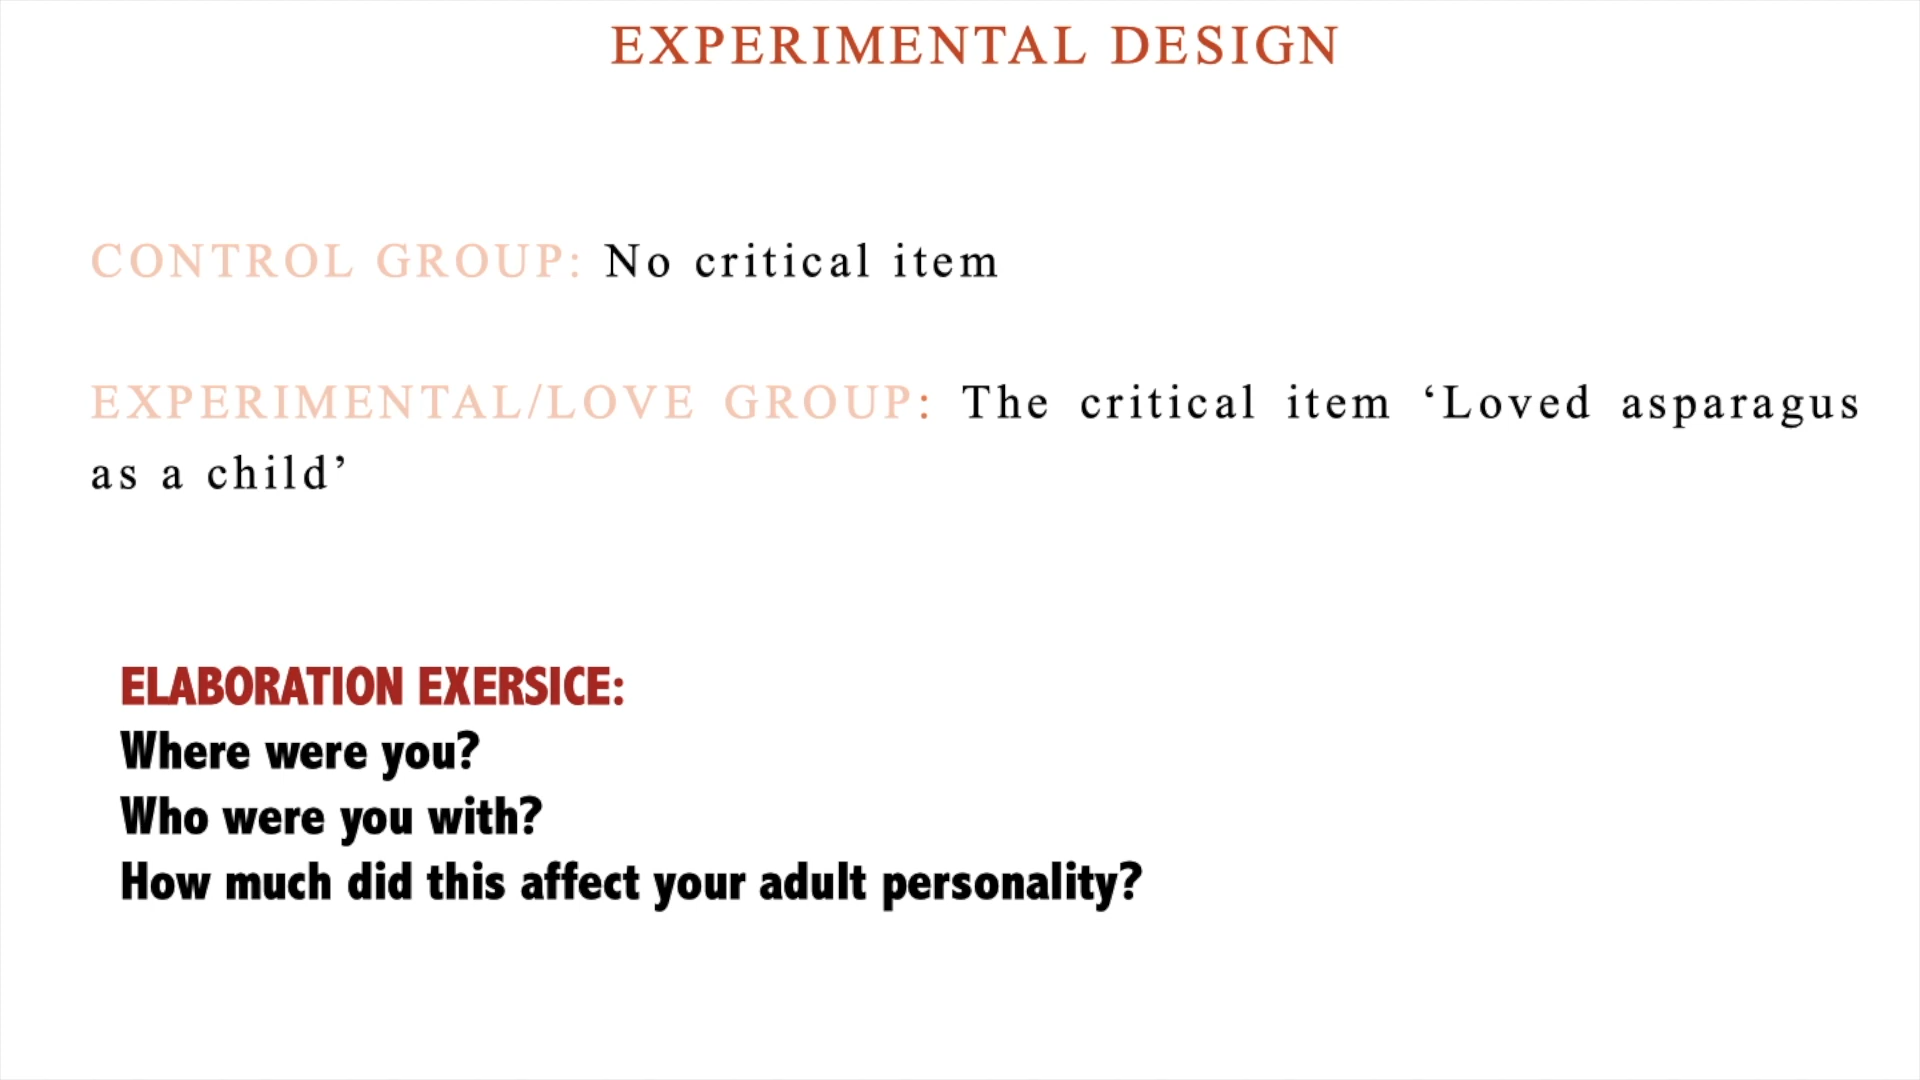 EXPERIMENTAL DESIGN
CONTROL GROUP: No critical item
EXPERIMENTAL/LOVE GROUP: The critical item ‘Loved asparagus
as a child’
ELABORATION EXERSICE:
Where were you?
Who were you with?
How much did this affect your adult personality?